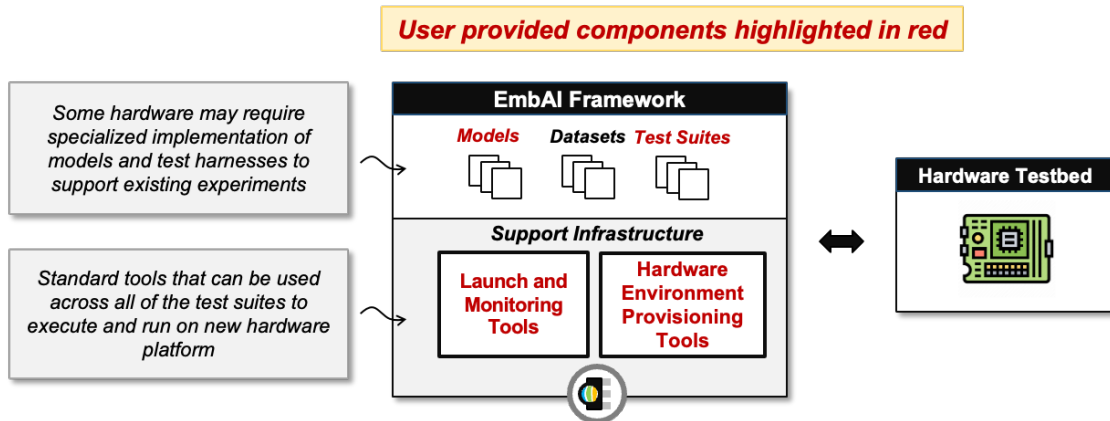 User provided components highlighted in red
Some hardware may require
specialized implementation of
models and test harnesses to
support existing experiments
Standard tools that can be used
across all of the test suites to
execute and run on new hardware
platform
EmbAI Framework
Models Datasets Test Suites
Support Infrastructure
Launch and
Monitoring
Tools
Hardware
Environment
Provisioning
Tools
Hardware Testbed